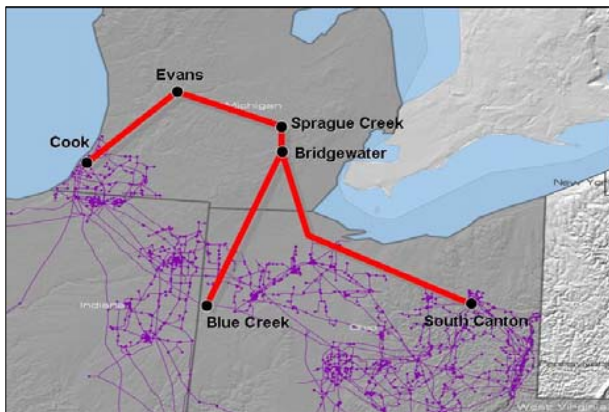 Evans
Michigan
Sprague Creek
Cook
Bridgewater
New York
Indiana
Blue Creek
Ohio
South Canton
West Virginia